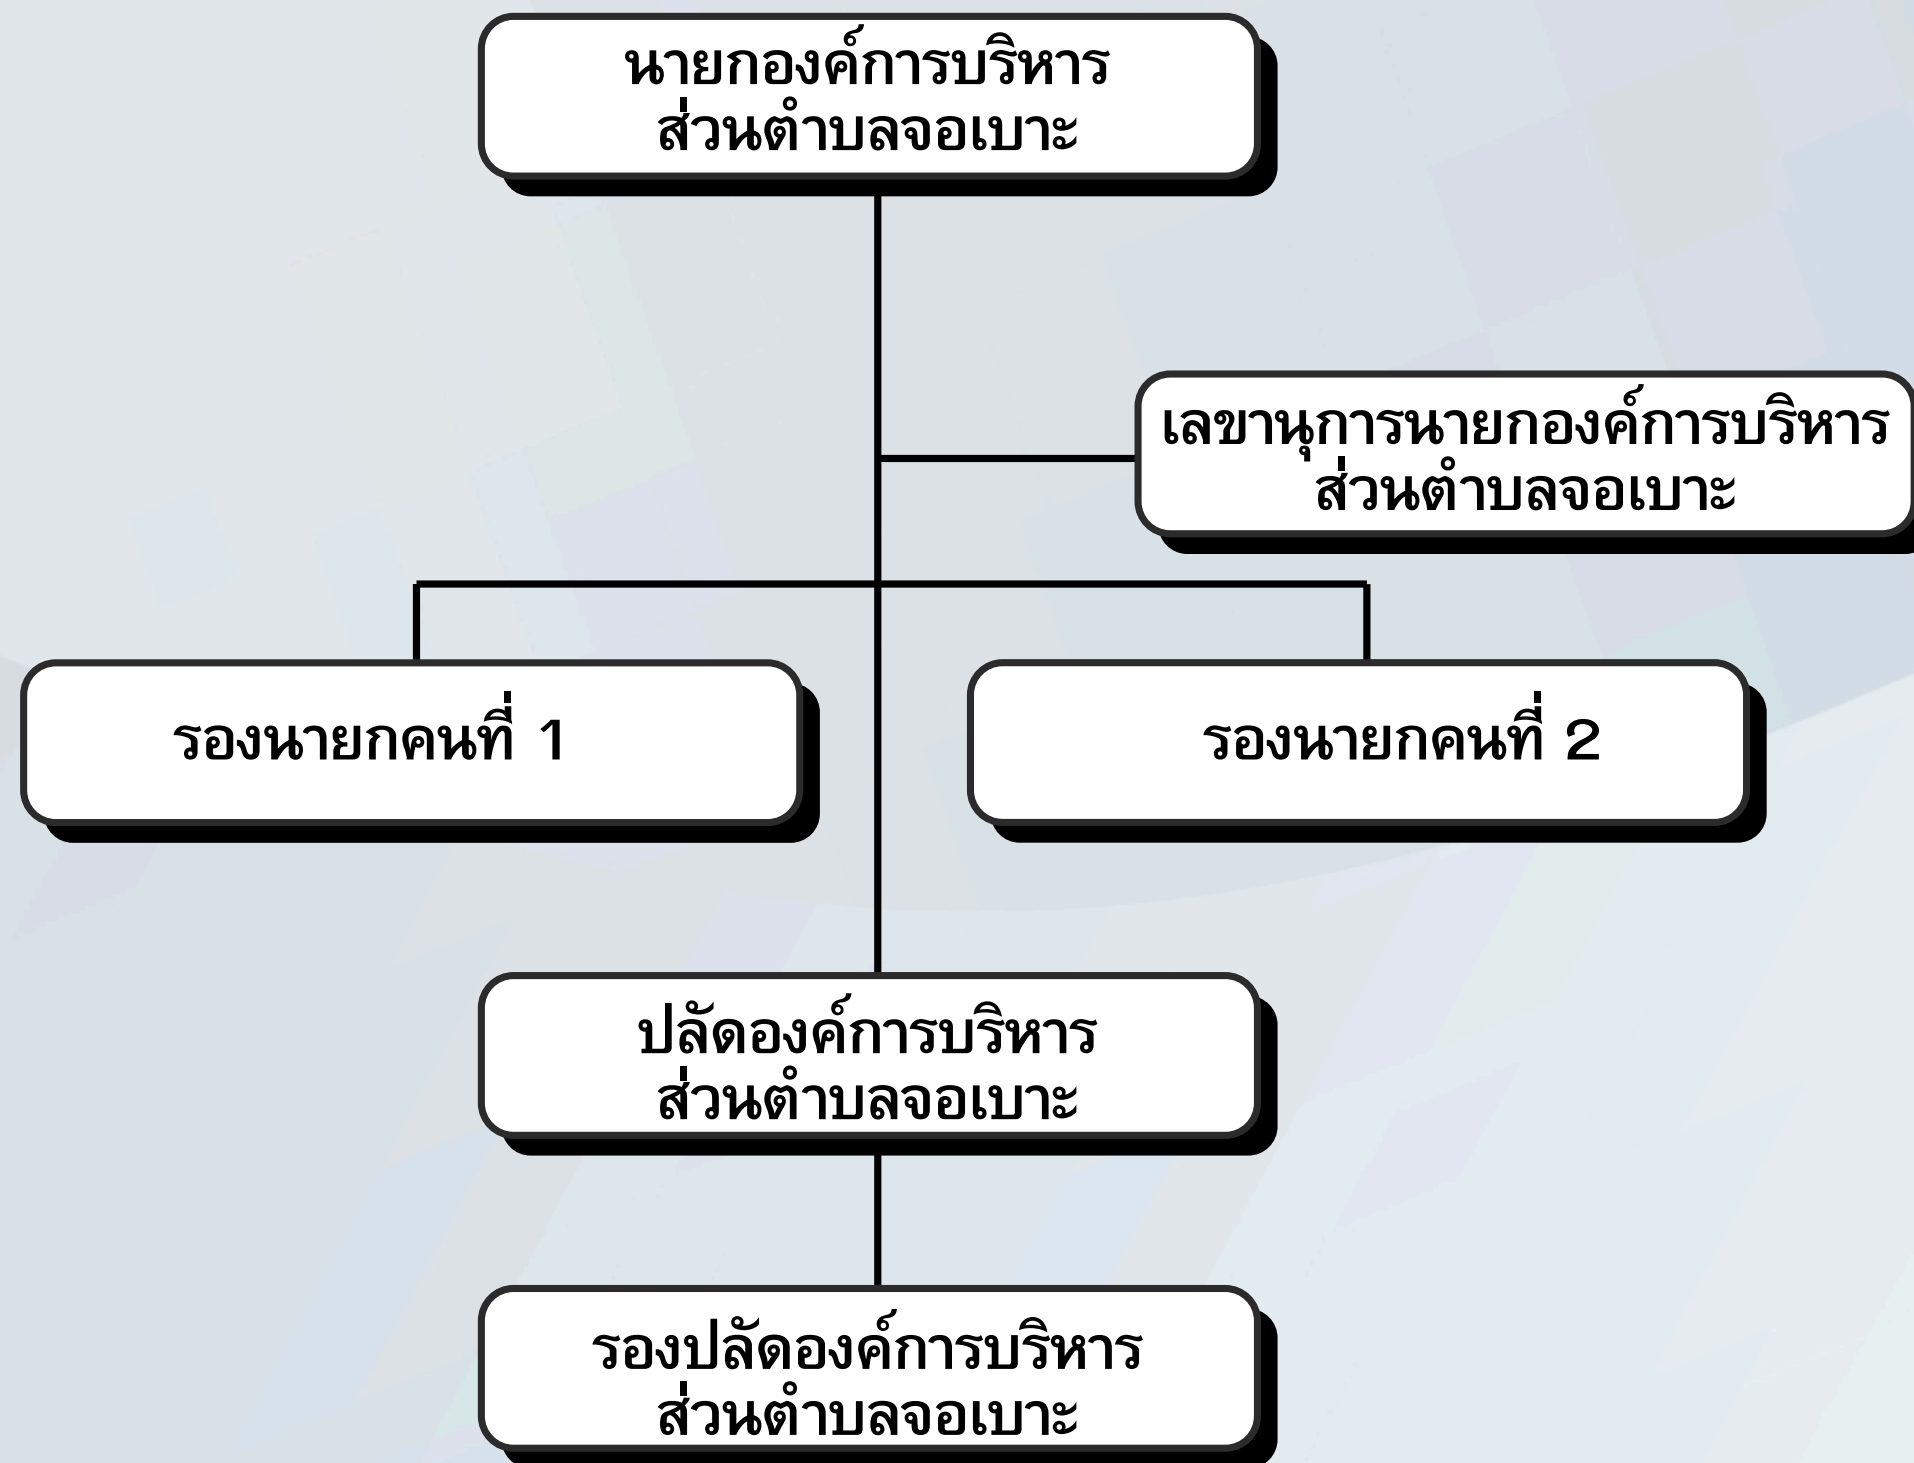 นายกองค์การบริหาร
ส่วนตำบลจอเบาะ
เลขานุการนายกองค์การบริหาร
ส่วนตำบลจอเบาะ
รองนายกคนที่ 1
รองนายกคนที่ 2
ปลัดองค์การบริหาร
ส่วนตำบลจอเบาะ
รองปลัดองค์การบริหาร
ส่วนตำบลจอเบาะ